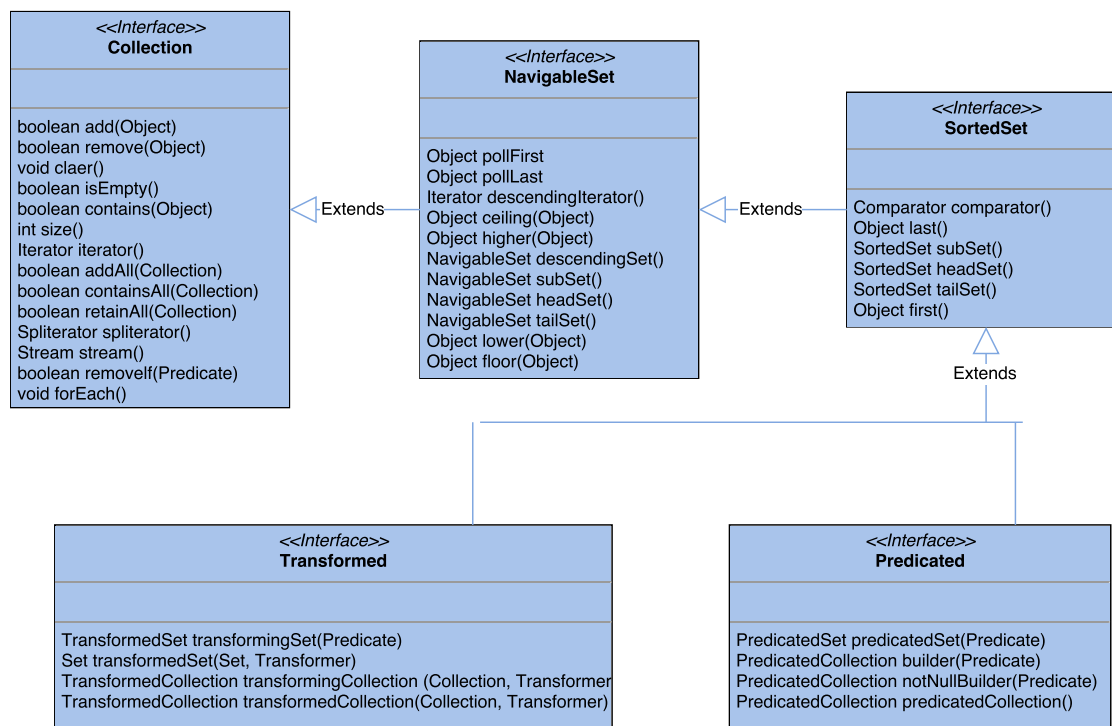 <<Interface>>
Collection
boolean add(Object)
boolean remove(Object)
void claer()
boolean isEmpty()
boolean contains(Object)
int size()
Iterator iterator()
boolean addAll(Collection)
boolean containsAll(Collection)
boolean retainAll(Collection)
Spliterator spliterator()
Stream stream()
boolean removeIf(Predicate)
void forEach()
Extends
<<Interface>>
NavigableSet
Object pollFirst
Object pollLast
Iterator descendingIterator()
Object ceiling(Object)
Object higher(Object)
NavigableSet descendingSet()
NavigableSet subSet()
NavigableSet headSet()
NavigableSet tailSet()
Object lower(Object)
Object floor(Object)
Extends
<<Interface>>
SortedSet
Comparator comparator()
Object last()
SortedSet subSet()
SortedSet headSet()
SortedSet tailSet()
Object first()
Extends
<<Interface>>
Transformed
TransformedSet transformingSet(Predicate)
Set transformedSet(Set, Transformer)
TransformedCollection transformingCollection (Collection, Transformer
TransformedCollection transformedCollection(Collection, Transformer)
<<Interface>>
Predicated
PredicatedSet predicatedSet(Predicate)
PredicatedCollection builder(Predicate)
PredicatedCollection notNullBuilder(Predicate)
PredicatedCollection predicatedCollection()